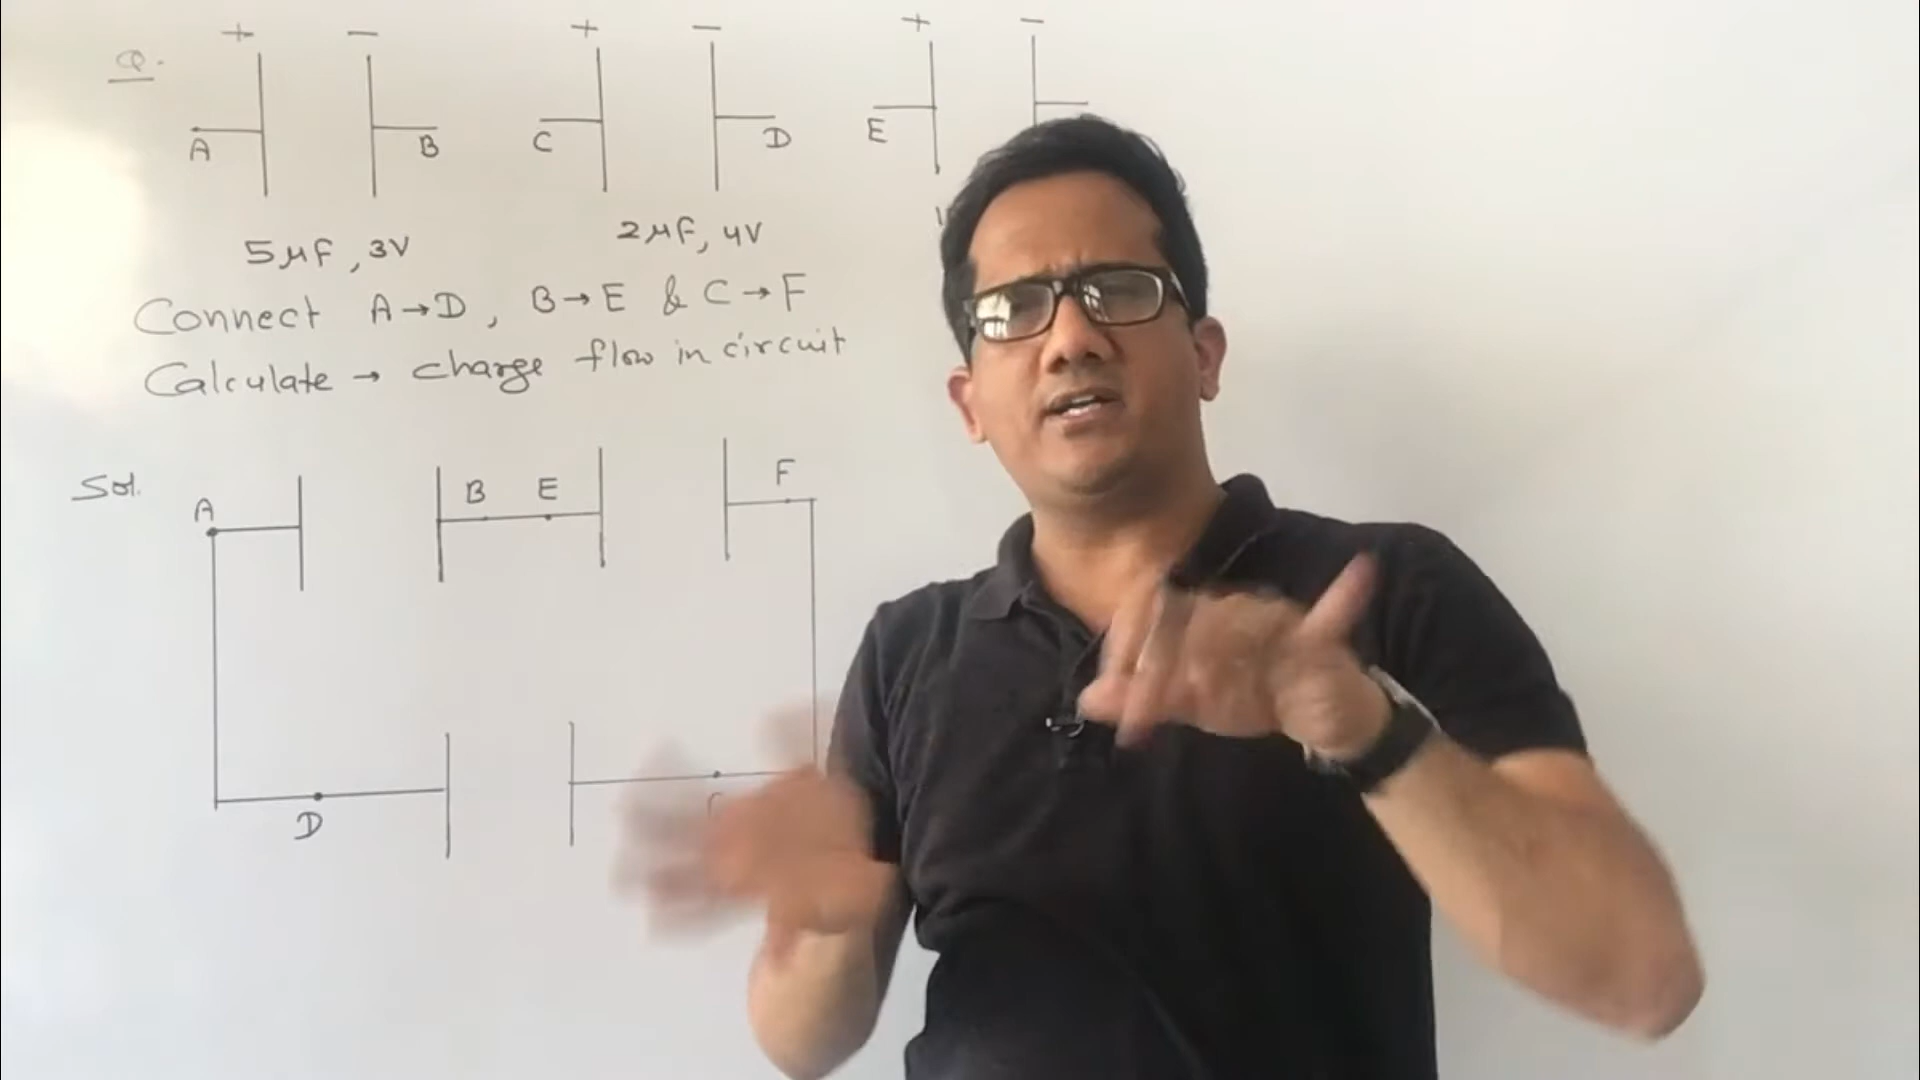 Q.
+ − + − + −
A B C D E
5μF, 3V 2μF, 4V
Connect A→D, B→E & C→F
Calculate → charge flow in circuit
Sol.
A B E F
D